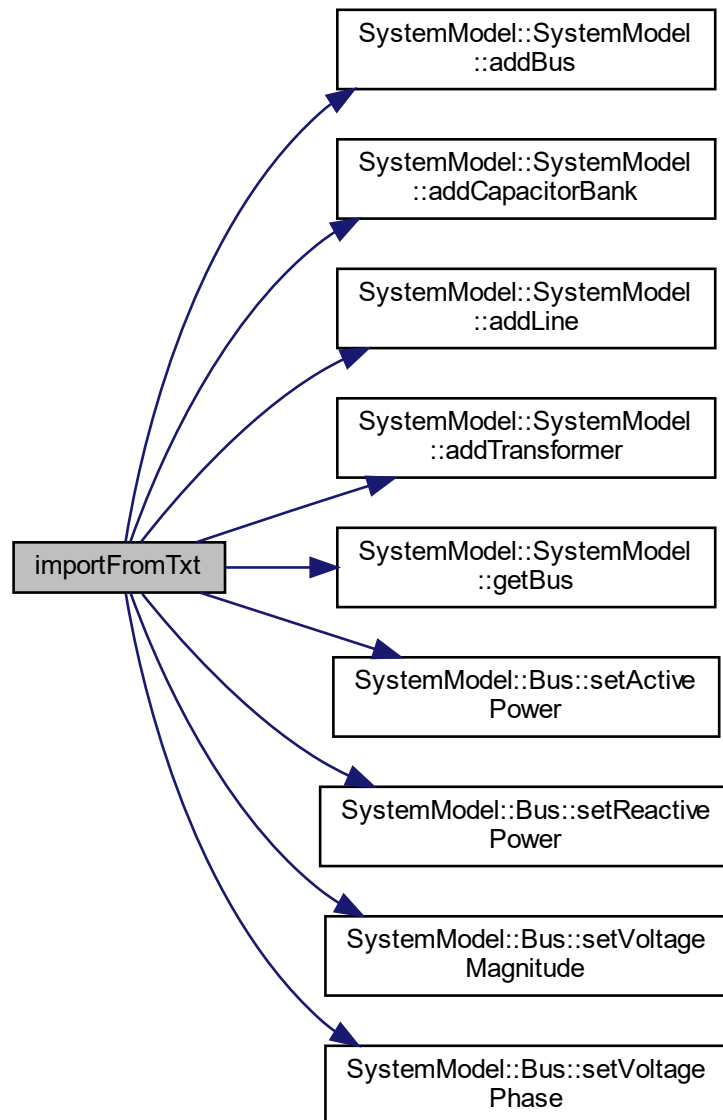 SystemModel::SystemModel
::addBus
SystemModel::SystemModel
::addCapacitorBank
SystemModel::SystemModel
::addLine
SystemModel::SystemModel
::addTransformer
importFromTxt
SystemModel::SystemModel
::getBus
SystemModel::Bus::setActive
Power
SystemModel::Bus::setReactive
Power
SystemModel::Bus::setVoltage
Magnitude
SystemModel::Bus::setVoltage
Phase